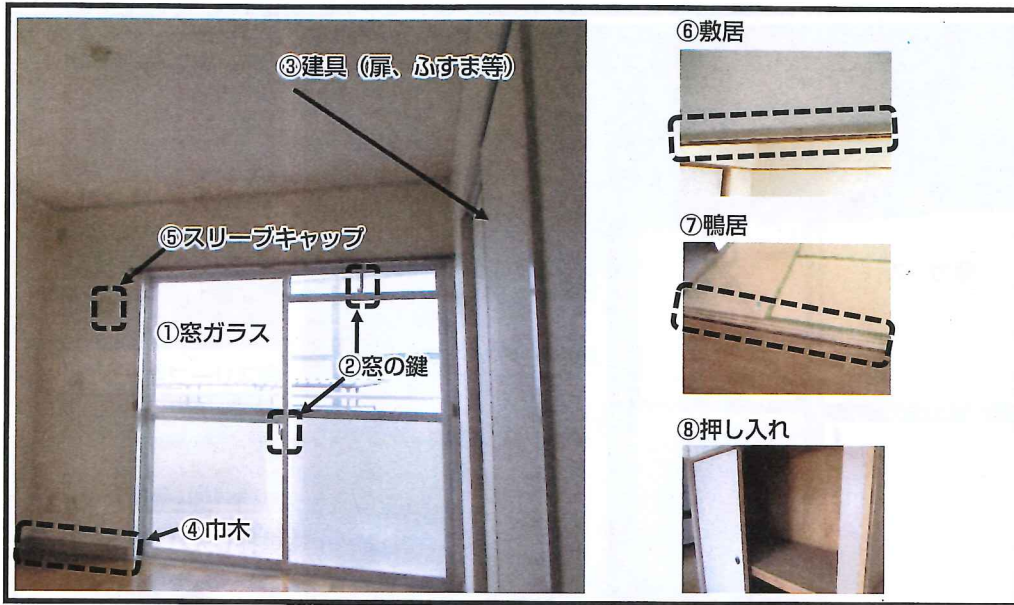 ③建具（扉、ふすま等）
⑤スリーブキャップ
①窓ガラス
②窓の鍵
④巾木
⑥敷居
⑦鴨居
⑧押し入れ